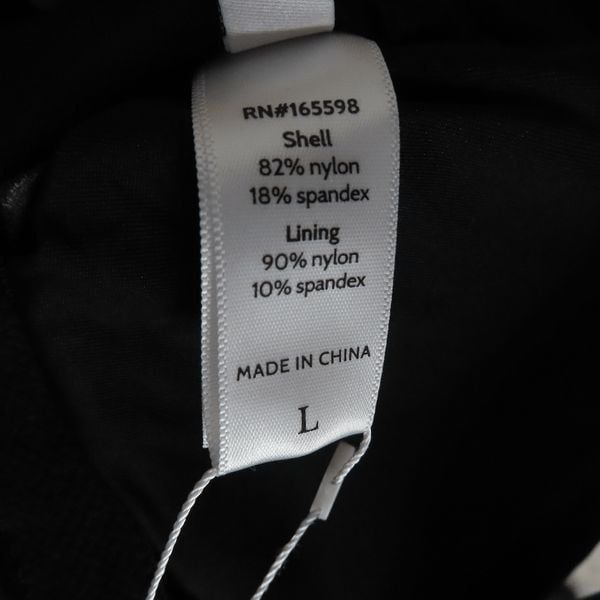 RN#165598
Shell
82% nylon
18% spandex
Lining
90% nylon
10% spandex
MADE IN CHINA
L